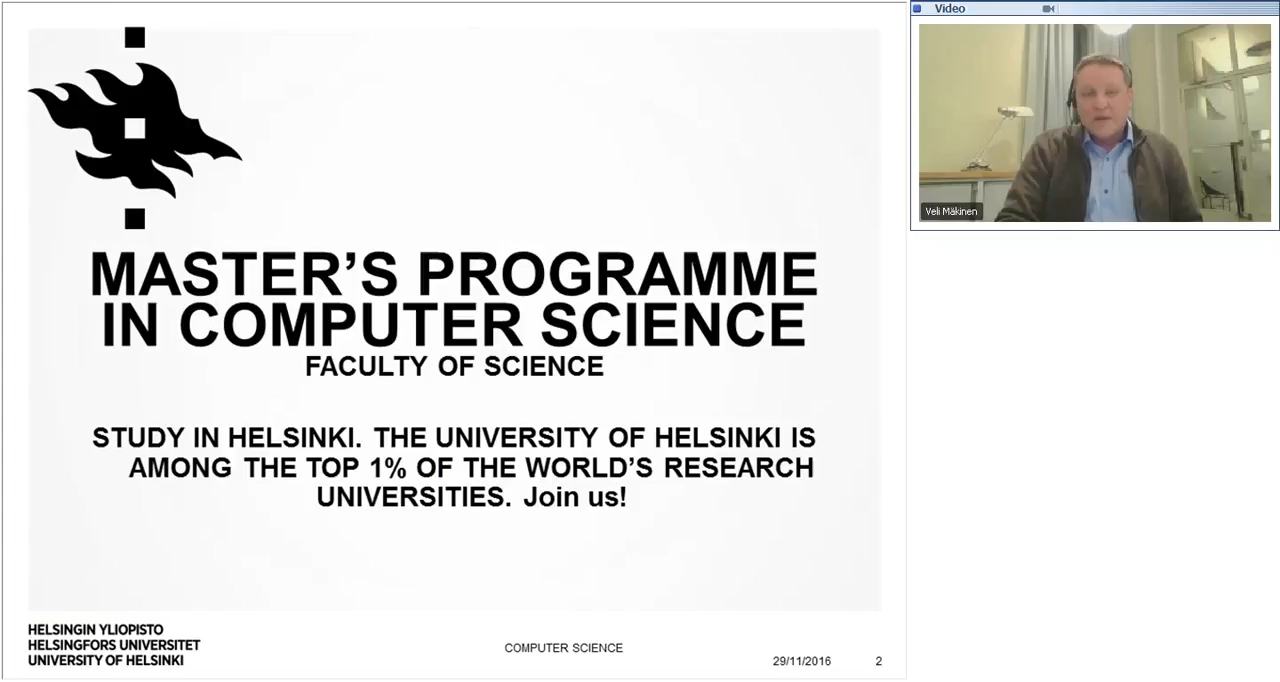 MASTER’S PROGRAMME
IN COMPUTER SCIENCE
FACULTY OF SCIENCE
STUDY IN HELSINKI. THE UNIVERSITY OF HELSINKI IS
AMONG THE TOP 1% OF THE WORLD’S RESEARCH
UNIVERSITIES. Join us!
HELSINGIN YLIOPISTO
HELSINGFORS UNIVERSITET
UNIVERSITY OF HELSINKI
COMPUTER SCIENCE
29/11/2016
2
Video
Veli Mäkinen